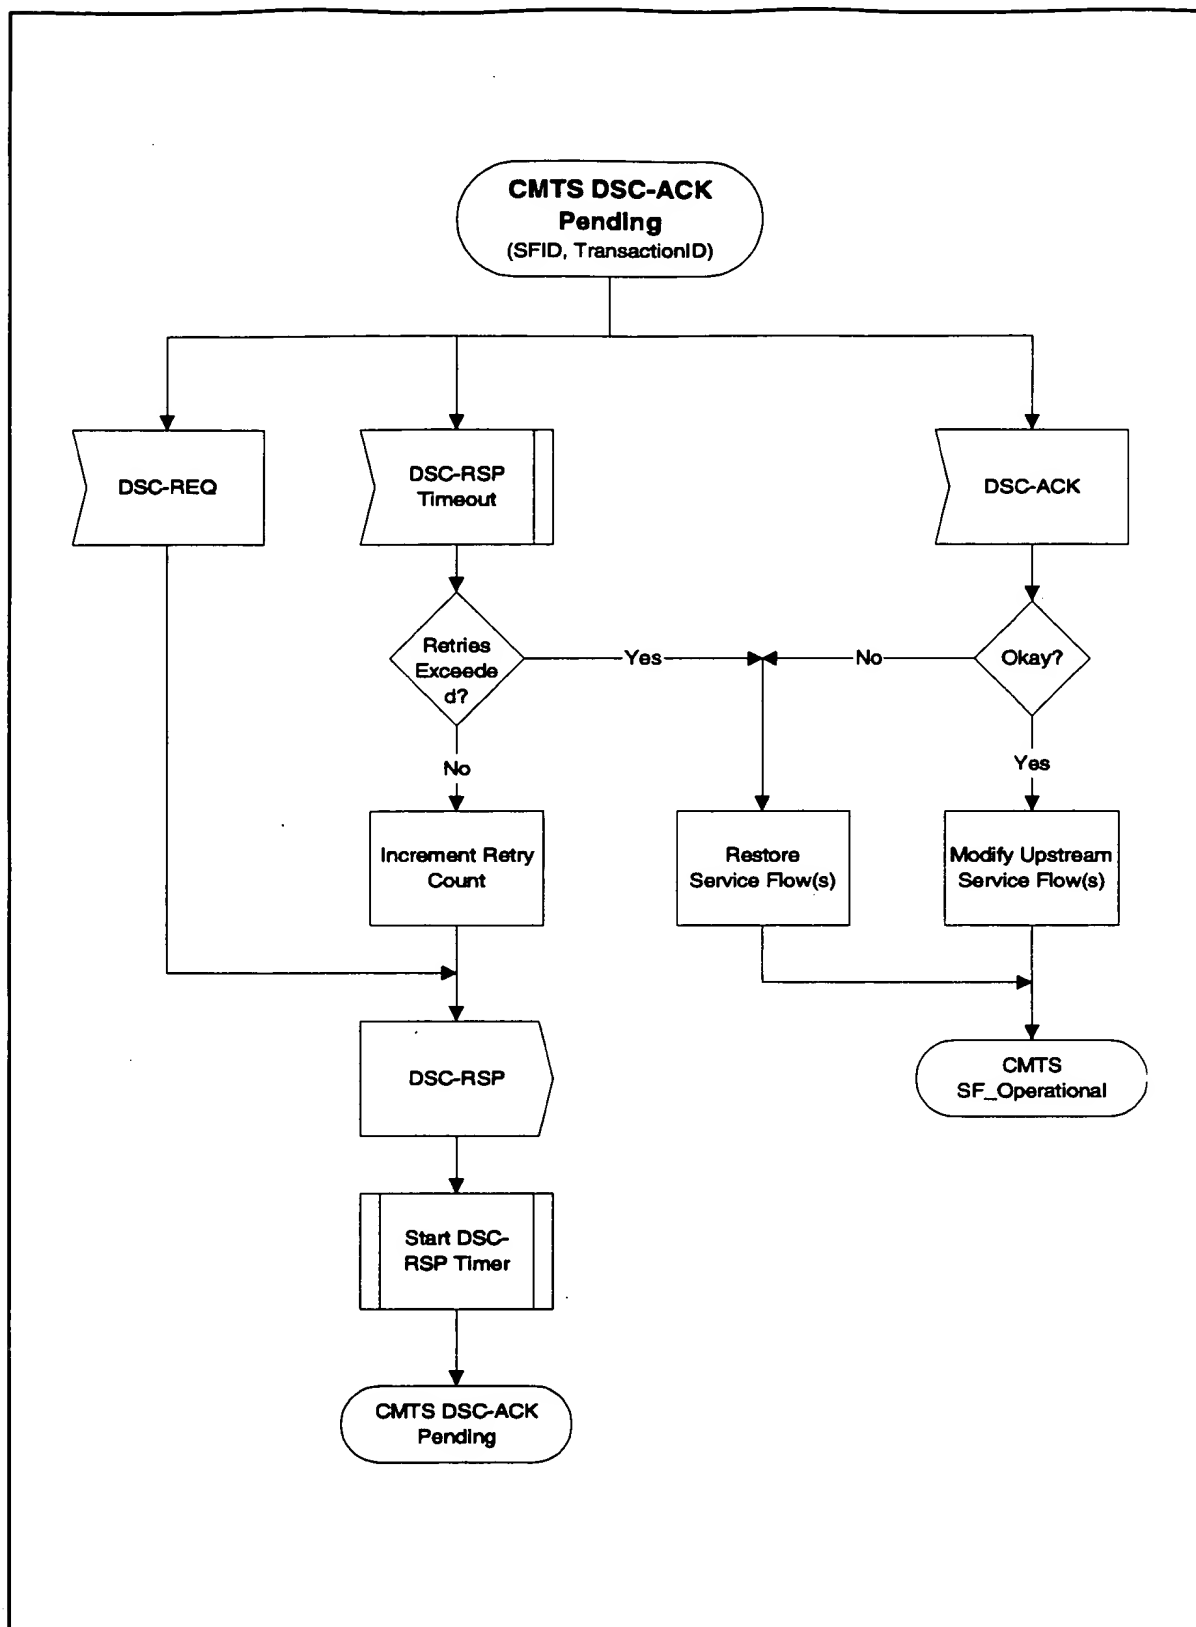 CMTS DSC-ACK
Pending
(SFID, TransactionID)
DSC-REQ
DSC-RSP
Timeout
DSC-ACK
Retries
Exceede
d?
Yes
No
Okay?
No
Yes
Increment Retry
Count
Restore
Service Flow(s)
Modify Upstream
Service Flow(s)
DSC-RSP
CMTS
SF_Operational
Start DSC-
RSP Timer
CMTS DSC-ACK
Pending